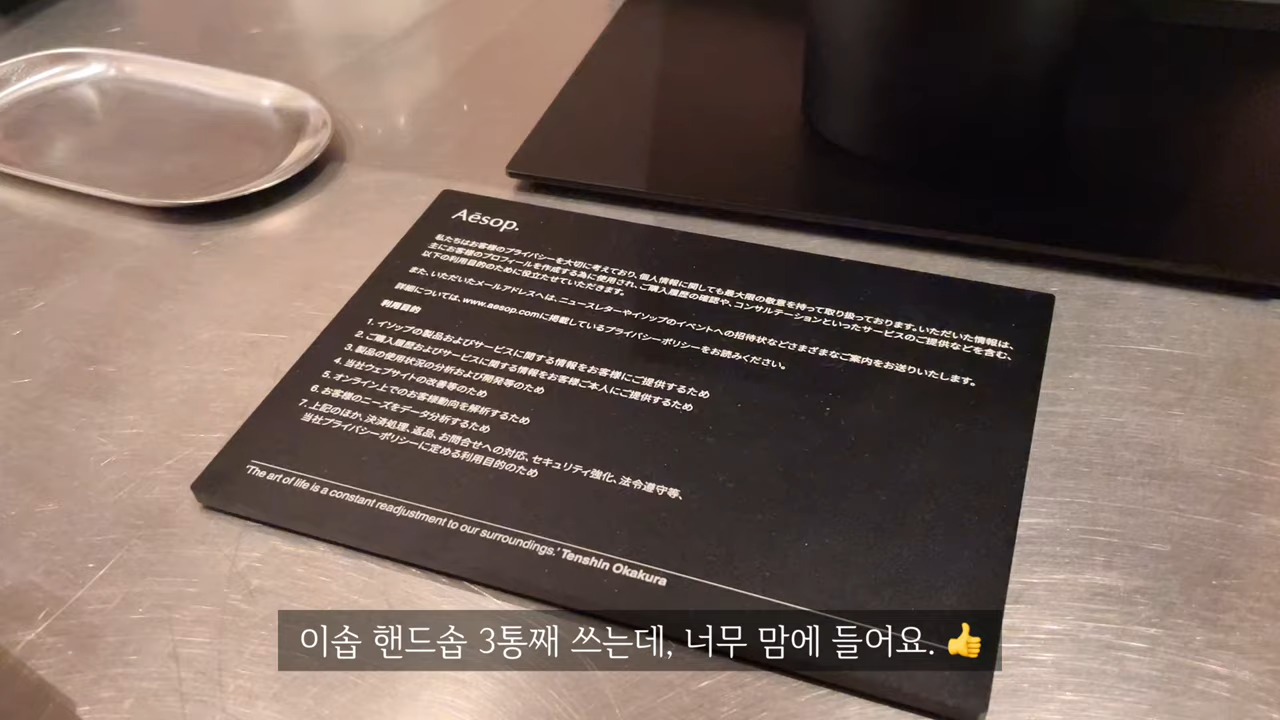 Aēsop.
私たちはお客様のプライバシーを大切に考えており、個人情報に関しても最大限の敬意を持って取り扱っております。いただいた情報は、
主にお客様のプロフィールを作成する為に使用され、ご購入履歴の確認や、コンサルテーションといったサービスのご提供などを含む、
以下の利用目的のために役立たせていただきます。
また、いただいたメールアドレスへは、ニュースレターやイソップのイベントへの招待状などさまざまなご案内をお送りいたします。
詳細については、www.aesop.comに掲載しているプライバシーポリシーをお読みください。
利用目的
1. イソップの製品およびサービスに関する情報をお客様にご提供するため
2. ご購入履歴およびサービスに関する情報をお客様ご本人にご提供するため
3. 製品の使用状況の分析および開発等のため
4. 当社ウェブサイトの改善等のため
5. オンライン上でのお客様動向を解析するため
6. お客様のニーズをデータ分析するため
7. 上記のほか、決済処理、返品、お問合せへの対応、セキュリティ強化、法令遵守等、
当社プライバシーポリシーに定める利用目的のため
'The art of life is a constant readjustment to our surroundings.' Tenshin Okakura
이솝 핸드솝 3통째 쓰는데, 너무 맘에 들어요. 👍